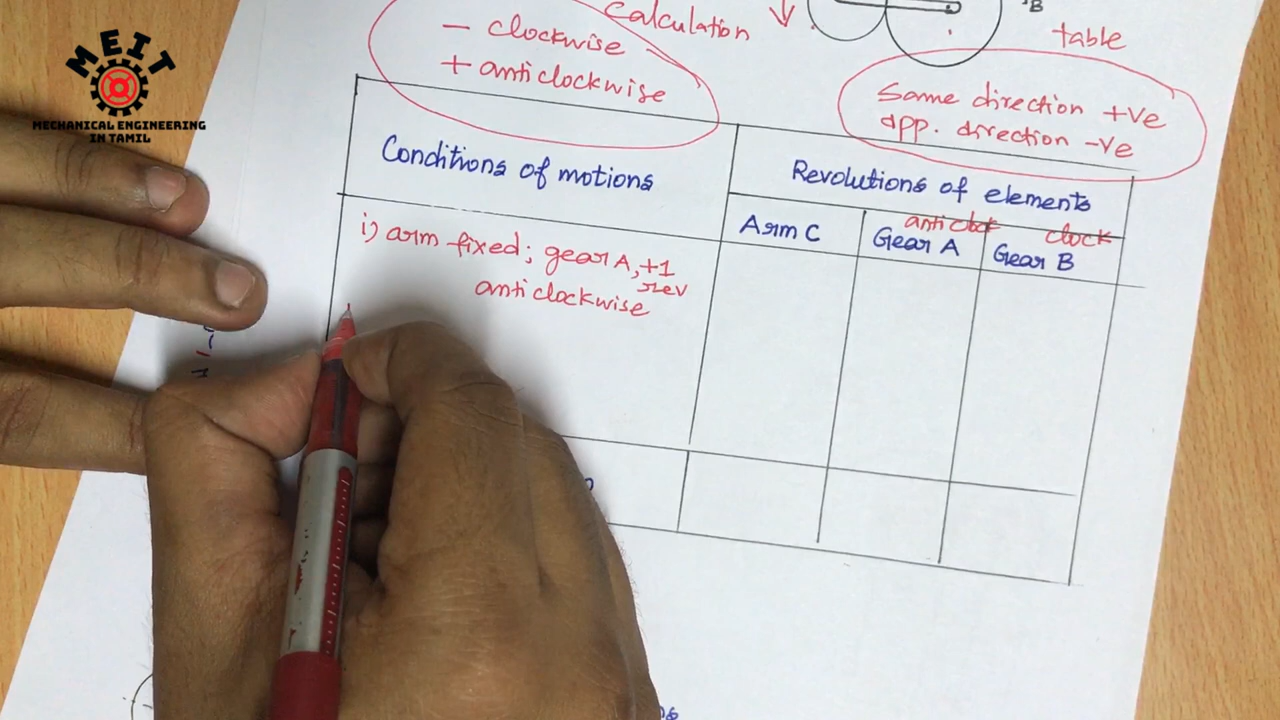 MEIT
MECHANICAL ENGINEERING
IN TAMIL
calculation
B
table
- clockwise
+ anticlockwise
Same direction +ve
opp. direction -ve
Conditions of motions
Revolutions of elements
Arm C
anticlock
Gear A
clock
Gear B
i) arm fixed; gear A, +1
rev
anticlockwise